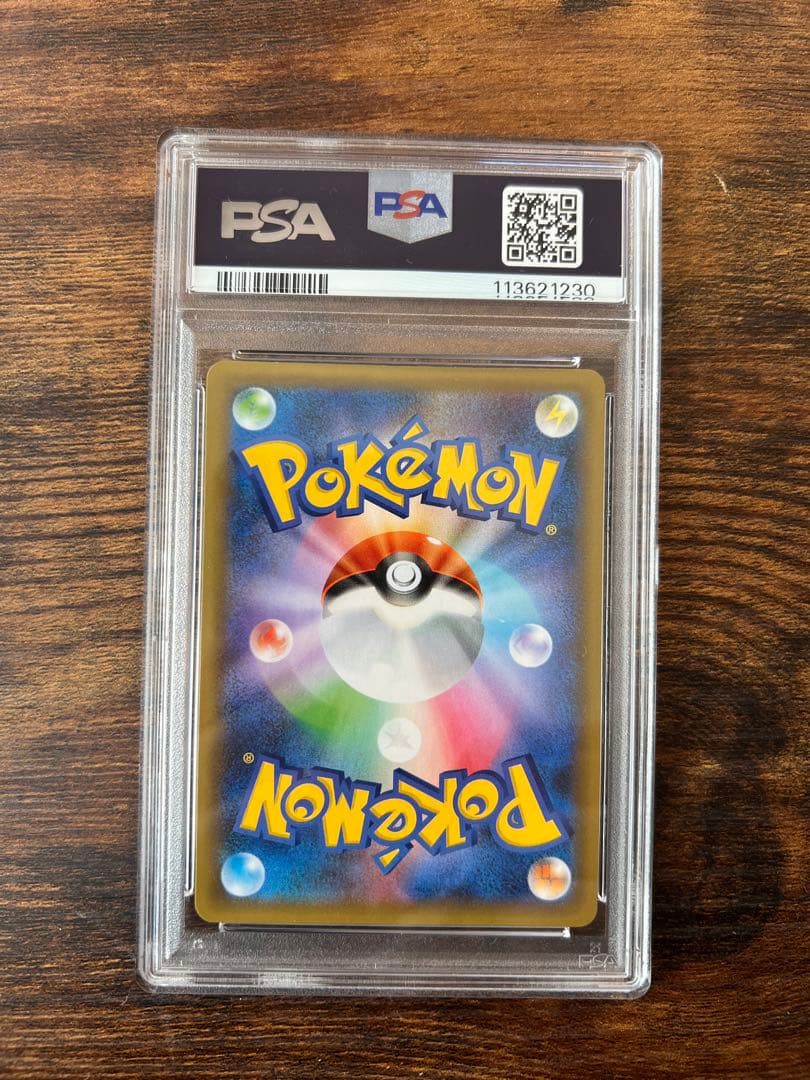 PSA PSA
113621230
POKéMON
®
®
POKéMON
PSA